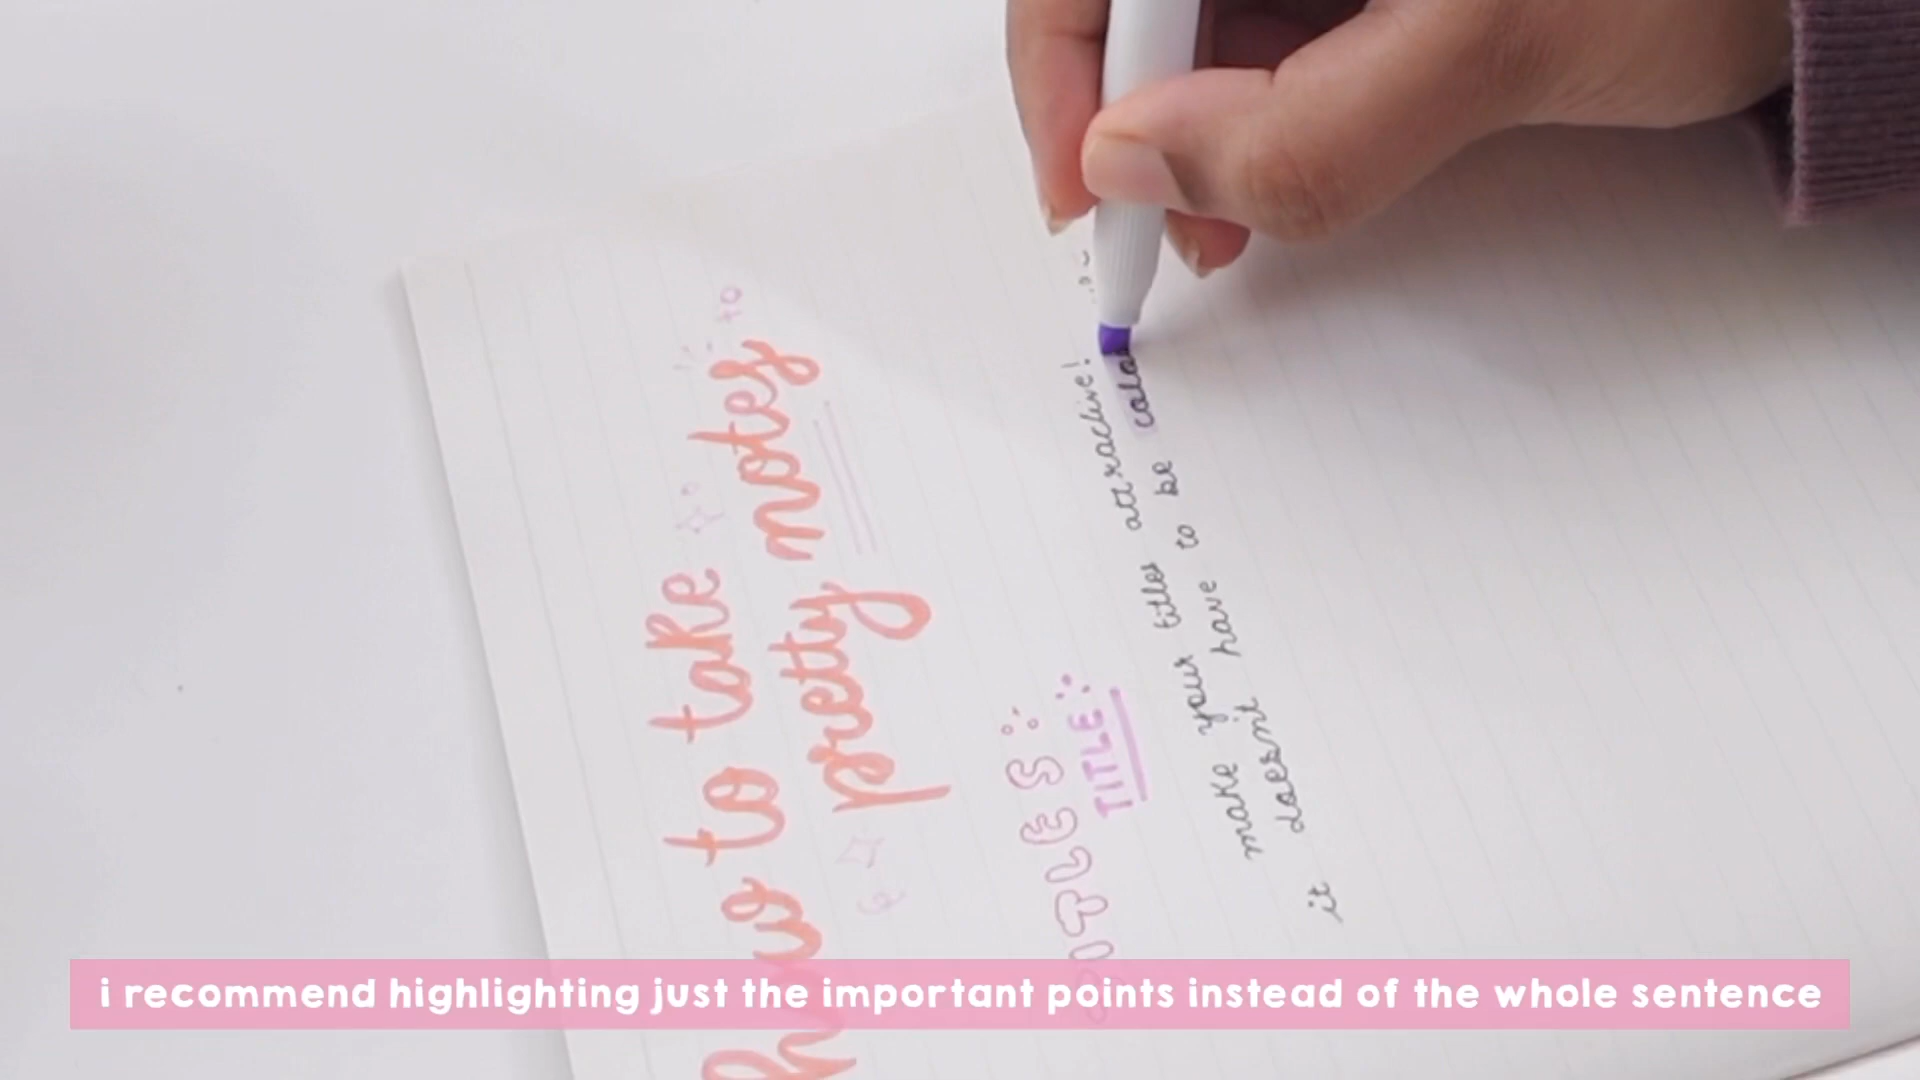 how to take
pretty notes
TITLES:
TITLE:
make your titles attractive!
it doesn't have to be
i recommend highlighting just the important points instead of the whole sentence